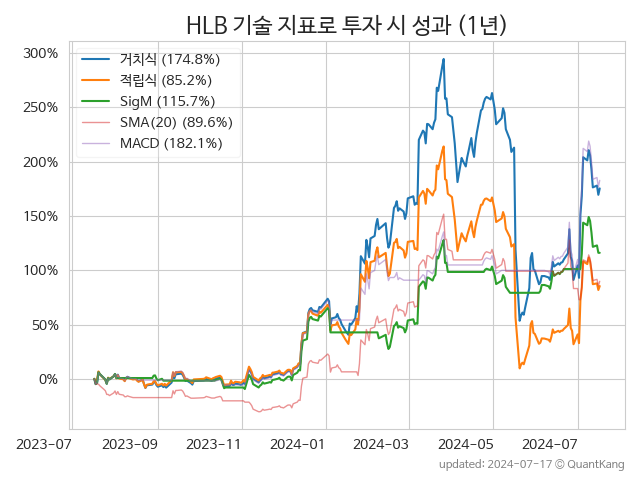 HLB 기술 지표로 투자 시 성과 (1년)
300%
250%
200%
150%
100%
50%
0%
거치식 (174.8%)
적립식 (85.2%)
SigM (115.7%)
SMA(20) (89.6%)
MACD (182.1%)
2023-07 2023-09 2023-11 2024-01 2024-03 2024-05 2024-07
updated: 2024-07-17 © QuantKang